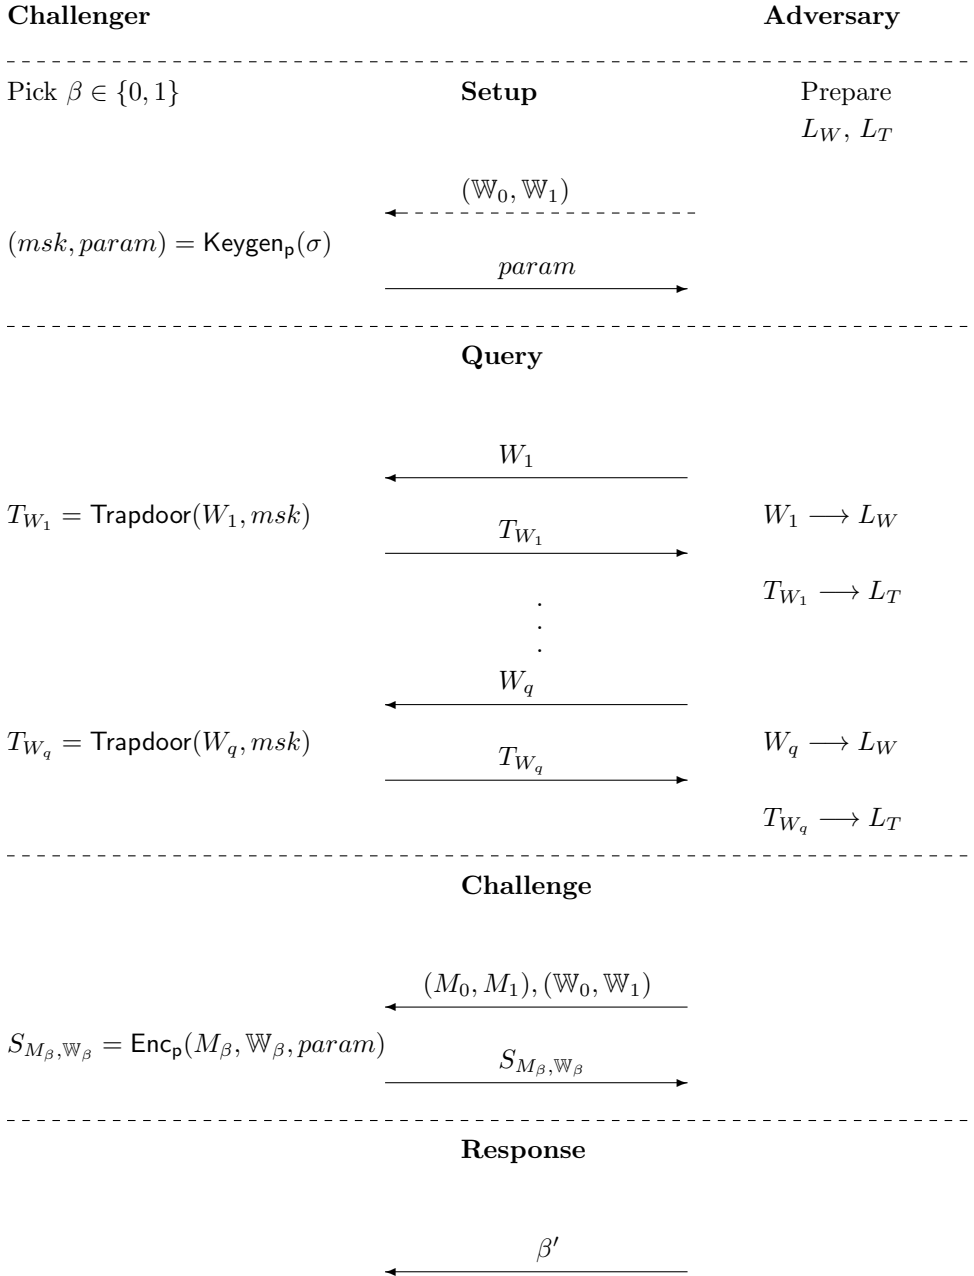 Challenger Adversary
Pick β ∈ {0, 1} Setup Prepare
L_W, L_T
(𝕎_0, 𝕎_1)
(msk, param) = Keygen_p(σ)
param
Query
W_1
T_{W_1} = Trapdoor(W_1, msk) W_1 ⟶ L_W
T_{W_1}
T_{W_1} ⟶ L_T
.
.
.
W_q
T_{W_q} = Trapdoor(W_q, msk) W_q ⟶ L_W
T_{W_q}
T_{W_q} ⟶ L_T
Challenge
(M_0, M_1), (𝕎_0, 𝕎_1)
S_{M_β,𝕎_β} = Enc_p(M_β, 𝕎_β, param)
S_{M_β,𝕎_β}
Response
β′